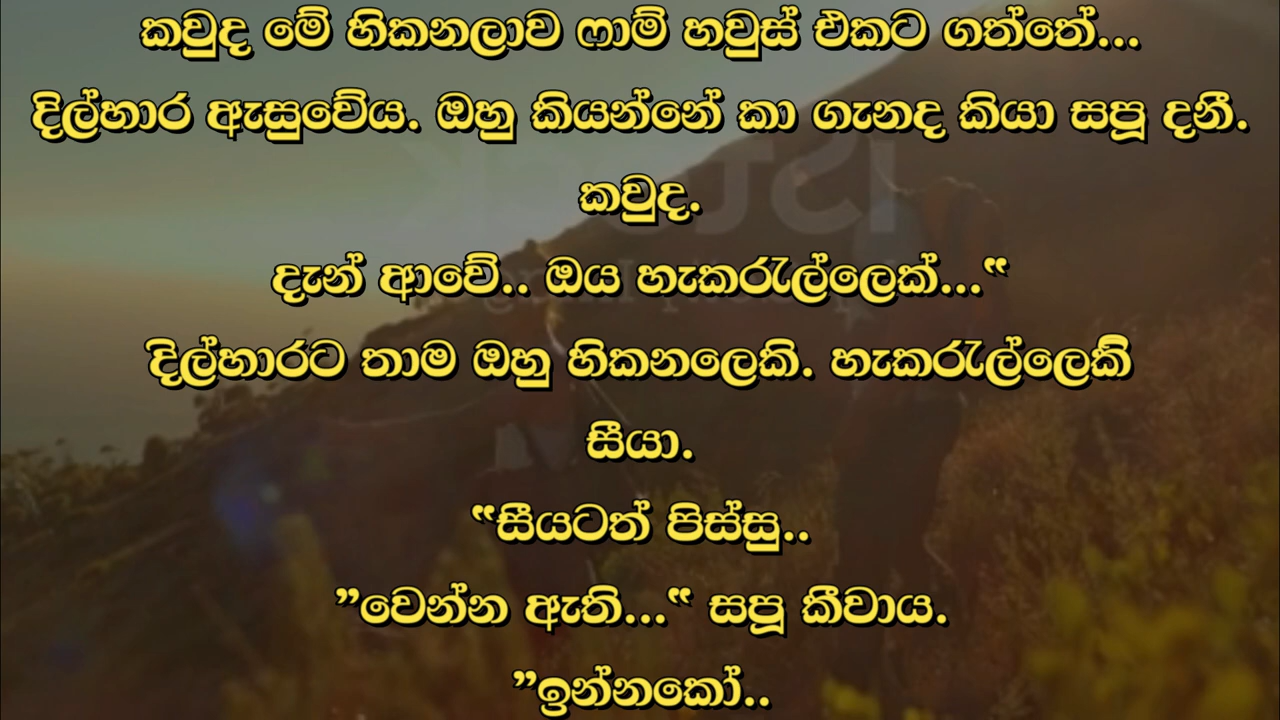 කවුද මේ හිකනලාව ෆාම් හවුස් එකට ගත්තේ...
දිල්හාර ඇසුවේය. ඔහු කියන්නේ කා ගැනද කියා සපූ දනී.
කවුද.
දැන් ආවේ.. ඔය හැකරැල්ලෙක්...“
දිල්හාරට තාම ඔහු හිකනලෙකි. හැකරැල්ලෙකි
සීයා.
“සීයටත් පිස්සු..
”වෙන්න ඇති...“ සපූ කීවාය.
”ඉන්නකෝ..